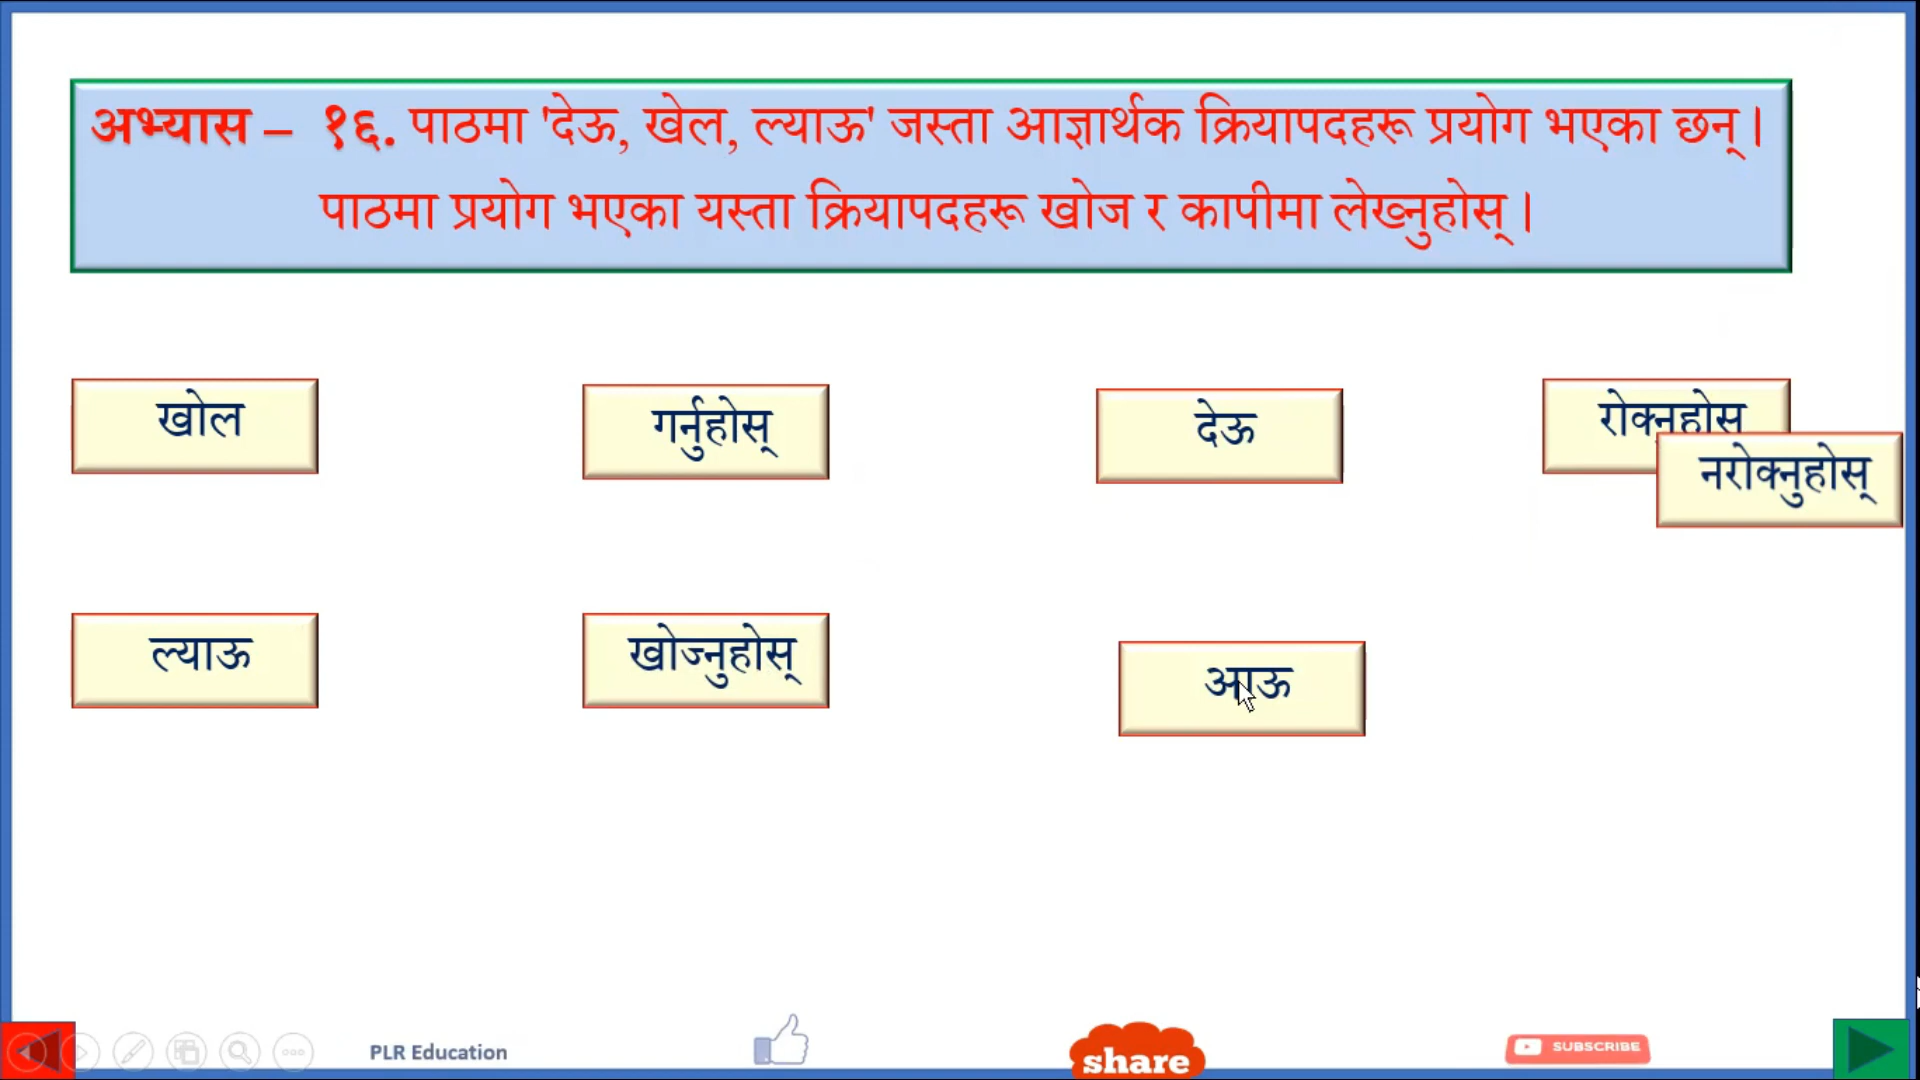 अभ्यास – १६. पाठमा 'देऊ, खेल, ल्याऊ' जस्ता आज्ञार्थक क्रियापदहरू प्रयोग भएका छन् ।
पाठमा प्रयोग भएका यस्ता क्रियापदहरू खोज र कापीमा लेख्नुहोस् ।
खोल
गर्नुहोस्
देऊ
नरोक्नुहोस्
ल्याऊ
खोज्नुहोस्
आऊ
PLR Education
share
SUBSCRIBE